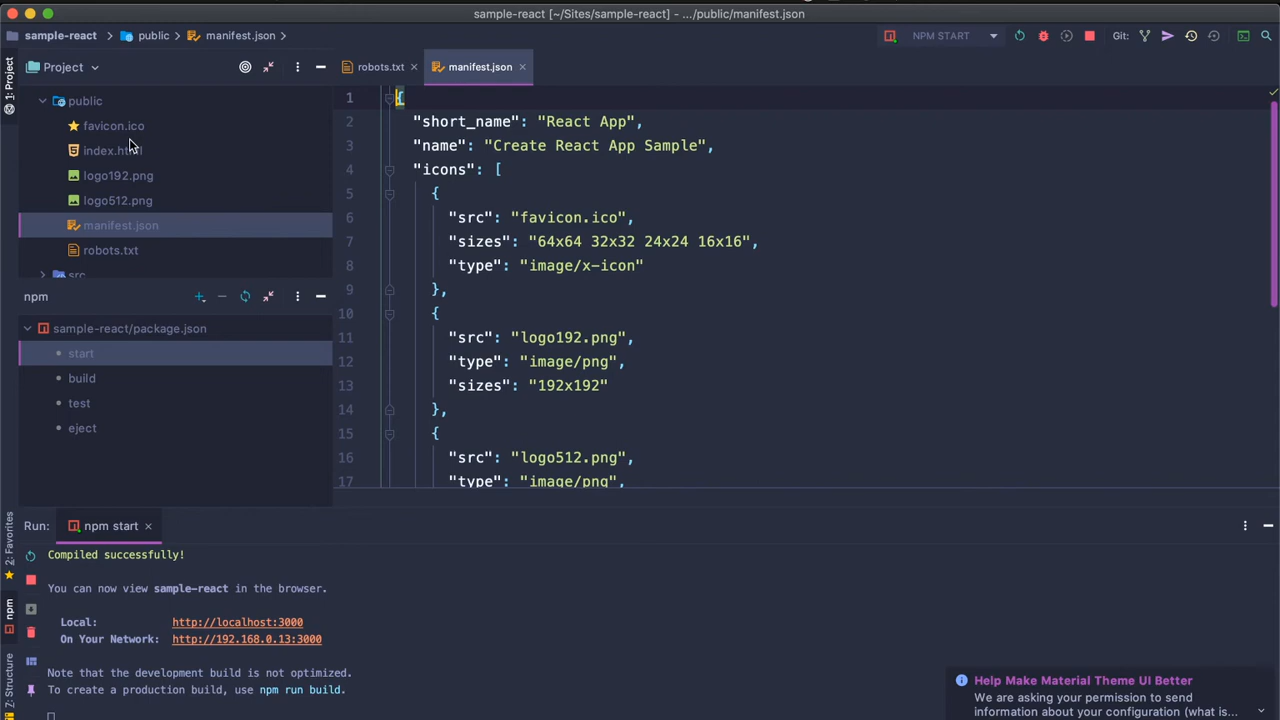 sample-react [~/Sites/sample-react] - .../public/manifest.json
sample-react
public
manifest.json
NPM START
Git:
1: Project
Project
robots.txt
manifest.json
public
favicon.ico
index.html
logo192.png
logo512.png
manifest.json
robots.txt
src
npm
sample-react/package.json
start
build
test
eject
1 {
2 "short_name": "React App",
3 "name": "Create React App Sample",
4 "icons": [
5 {
6 "src": "favicon.ico",
7 "sizes": "64x64 32x32 24x24 16x16",
8 "type": "image/x-icon"
9 },
10 {
11 "src": "logo192.png",
12 "type": "image/png",
13 "sizes": "192x192"
14 },
15 {
16 "src": "logo512.png",
17 "type": "image/png",
2: Favorites
npm
7: Structure
Run:
npm start
Compiled successfully!
You can now view sample-react in the browser.
Local: http://localhost:3000
On Your Network: http://192.168.0.13:3000
Note that the development build is not optimized.
To create a production build, use npm run build.
Help Make Material Theme UI Better
We are asking your permission to send
information about your configuration (what is...